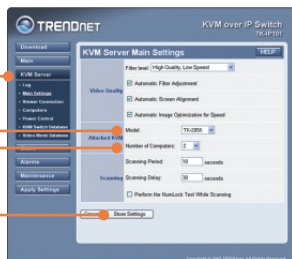 TRENDNET
KVM over IP Switch
TK-IP101
Download
Main
KVM Server
- Log
- Main Settings
- Viewer Connection
- Computers
- Power Control
- KVM Switch Database
- Video Mode Database
Alarms
Maintenance
Apply Settings
KVM Server Main Settings
HELP
Video Quality
Filter level: High Quality, Low Speed
Automatic Filter Adjustment
Automatic Screen Alignment
Automatic Image Optimization for Speed
Attached KVM
Model:
Number of Computers: 2
Scanning
Scanning Period: 10 seconds
Scanning Delay: 30 seconds
Perform the NumLock Test While Scanning
Store Settings